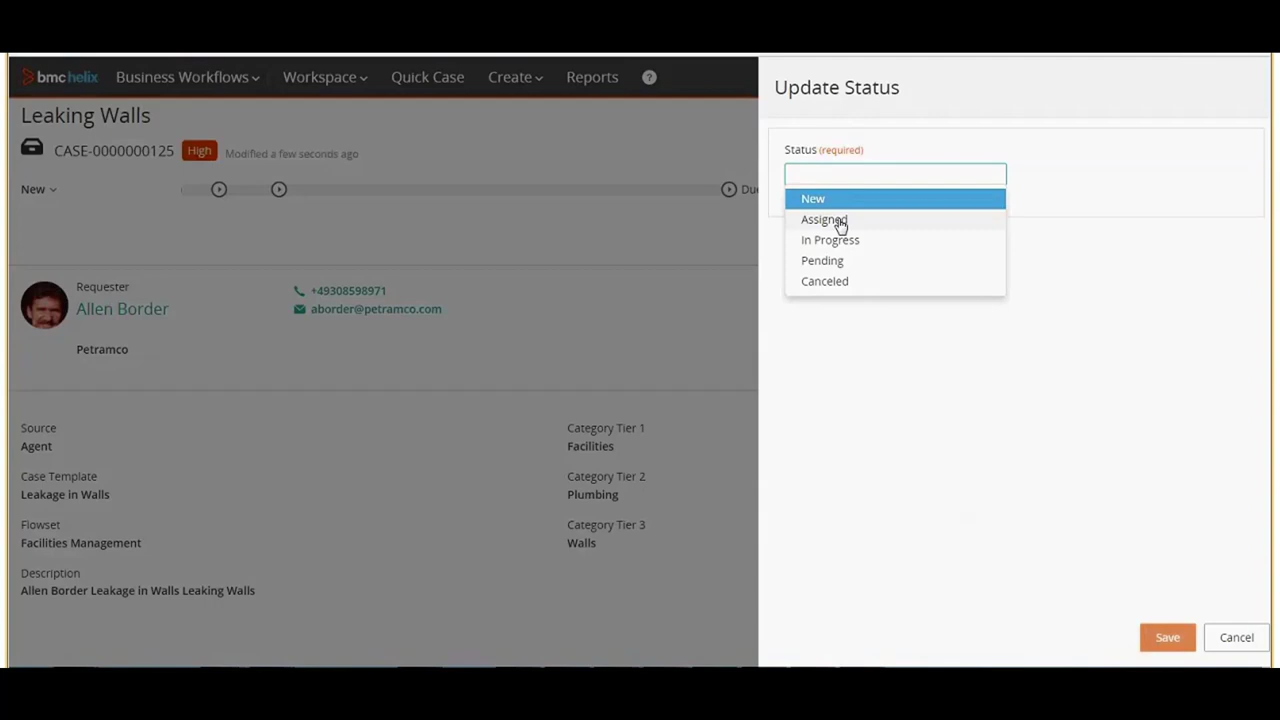 bmchelix Business Workflows Workspace Quick Case Create Reports ?
Leaking Walls
CASE-0000000125 High Modified a few seconds ago
New
Due
Requester
Allen Border
+49308598971
aborder@petramco.com
Petramco
Source
Agent
Category Tier 1
Facilities
Case Template
Leakage in Walls
Category Tier 2
Plumbing
Flowset
Facilities Management
Category Tier 3
Walls
Description
Allen Border Leakage in Walls Leaking Walls
Update Status
Status (required)
New
Assigned
In Progress
Pending
Canceled
Save Cancel